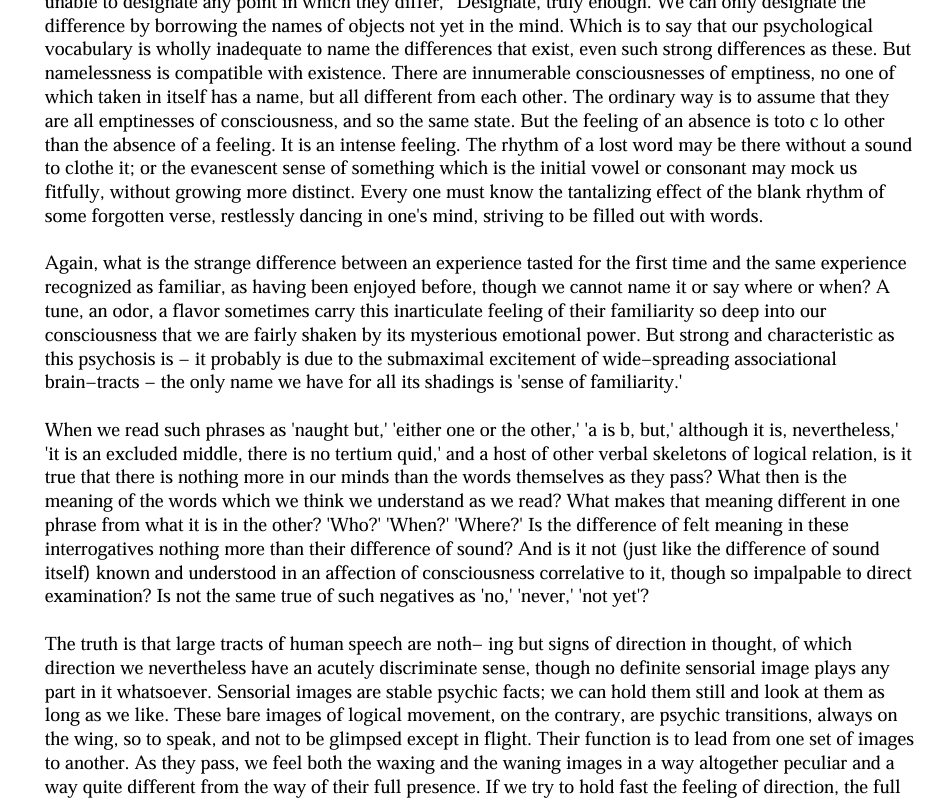 unable to designate any point in which they differ," Designate, truly enough. We can only designate the
difference by borrowing the names of objects not yet in the mind. Which is to say that our psychological
vocabulary is wholly inadequate to name the differences that exist, even such strong differences as these. But
namelessness is compatible with existence. There are innumerable consciousnesses of emptiness, no one of
which taken in itself has a name, but all different from each other. The ordinary way is to assume that they
are all emptinesses of consciousness, and so the same state. But the feeling of an absence is toto c lo other
than the absence of a feeling. It is an intense feeling. The rhythm of a lost word may be there without a sound
to clothe it; or the evanescent sense of something which is the initial vowel or consonant may mock us
fitfully, without growing more distinct. Every one must know the tantalizing effect of the blank rhythm of
some forgotten verse, restlessly dancing in one's mind, striving to be filled out with words.
Again, what is the strange difference between an experience tasted for the first time and the same experience
recognized as familiar, as having been enjoyed before, though we cannot name it or say where or when? A
tune, an odor, a flavor sometimes carry this inarticulate feeling of their familiarity so deep into our
consciousness that we are fairly shaken by its mysterious emotional power. But strong and characteristic as
this psychosis is – it probably is due to the submaximal excitement of wide–spreading associational
brain–tracts – the only name we have for all its shadings is 'sense of familiarity.'
When we read such phrases as 'naught but,' 'either one or the other,' 'a is b, but,' although it is, nevertheless,'
'it is an excluded middle, there is no tertium quid,' and a host of other verbal skeletons of logical relation, is it
true that there is nothing more in our minds than the words themselves as they pass? What then is the
meaning of the words which we think we understand as we read? What makes that meaning different in one
phrase from what it is in the other? 'Who?' 'When?' 'Where?' Is the difference of felt meaning in these
interrogatives nothing more than their difference of sound? And is it not (just like the difference of sound
itself) known and understood in an affection of consciousness correlative to it, though so impalpable to direct
examination? Is not the same true of such negatives as 'no,' 'never,' 'not yet'?
The truth is that large tracts of human speech are noth– ing but signs of direction in thought, of which
direction we nevertheless have an acutely discriminate sense, though no definite sensorial image plays any
part in it whatsoever. Sensorial images are stable psychic facts; we can hold them still and look at them as
long as we like. These bare images of logical movement, on the contrary, are psychic transitions, always on
the wing, so to speak, and not to be glimpsed except in flight. Their function is to lead from one set of images
to another. As they pass, we feel both the waxing and the waning images in a way altogether peculiar and a
way quite different from the way of their full presence. If we try to hold fast the feeling of direction, the full